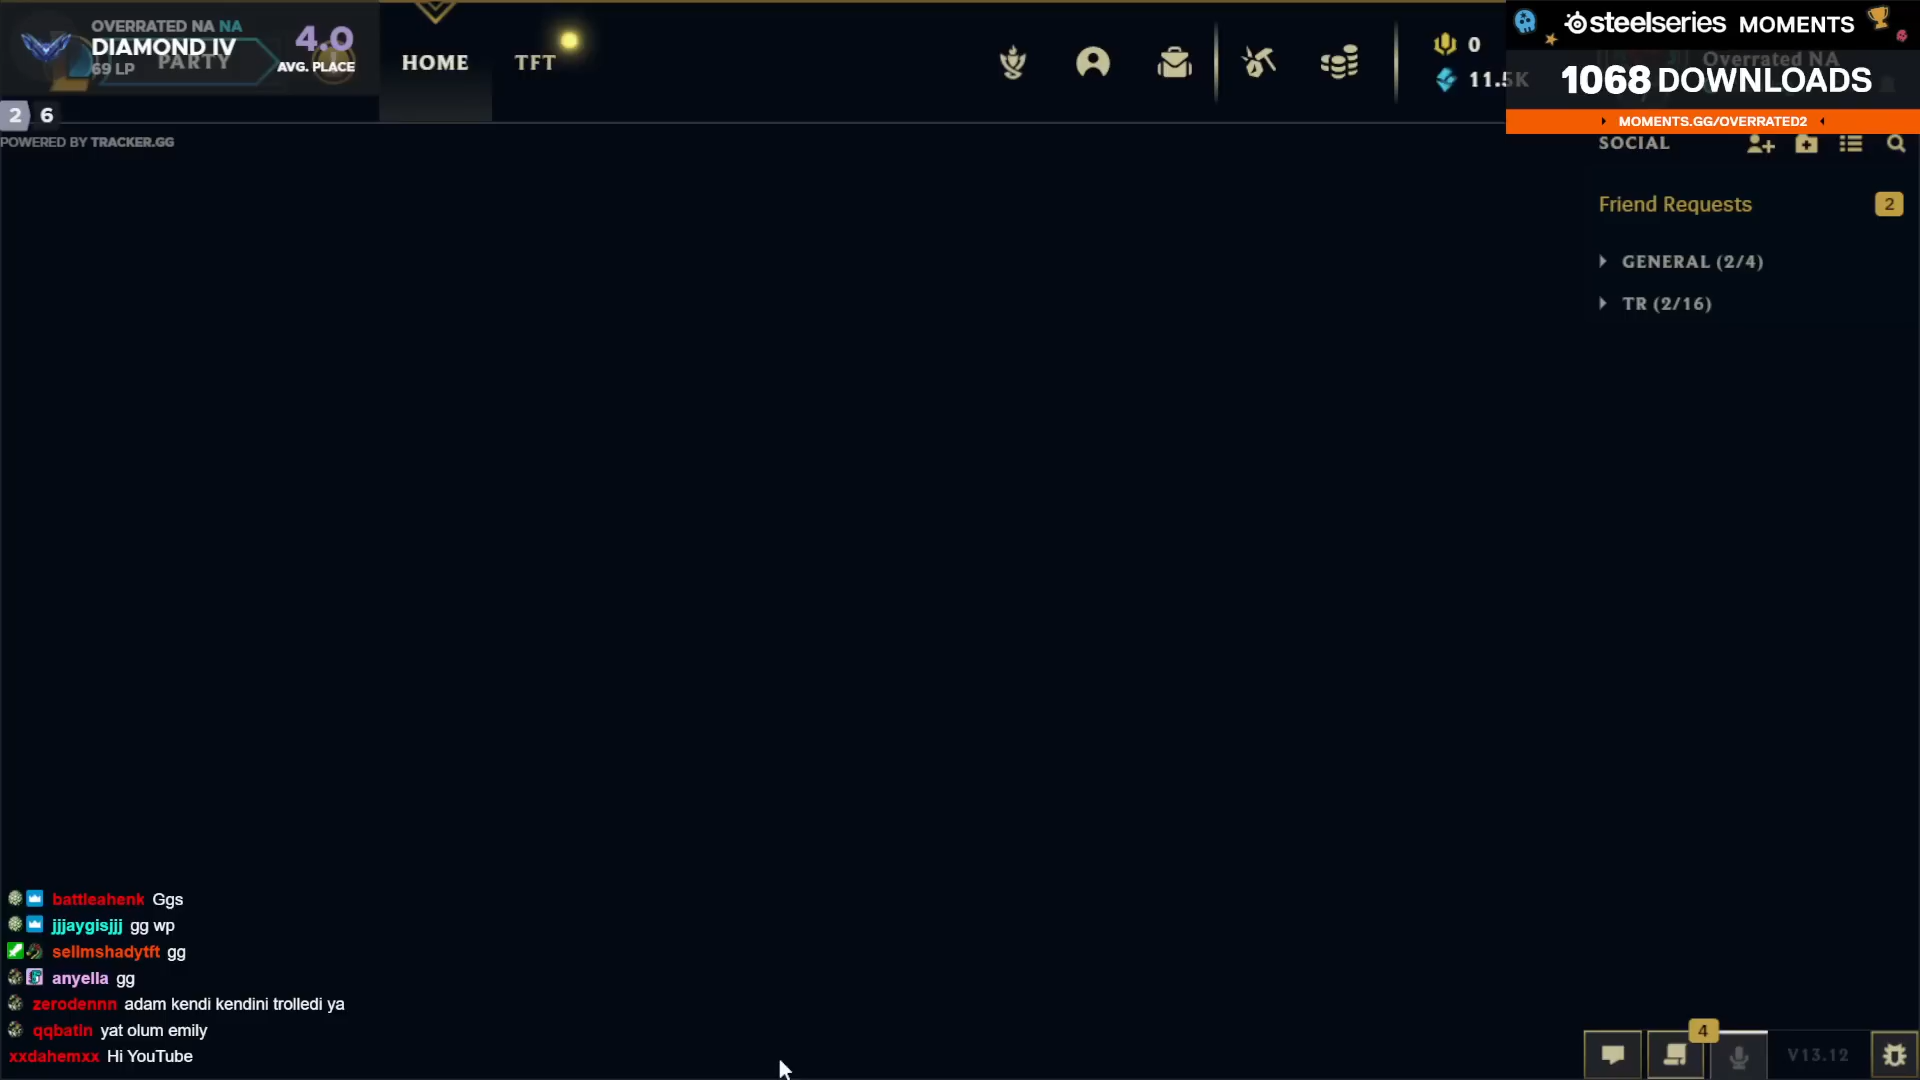 OVERRATED NA NA
DIAMOND IV
69 LP
PARTY
4.0
AVG. PLACE
2 6
POWERED BY TRACKER.GG
HOME
TFT
0
11.5K
steelseries MOMENTS
Overrated NA
1068 DOWNLOADS
MOMENTS.GG/OVERRATED2
SOCIAL
Friend Requests
2
GENERAL (2/4)
TR (2/16)
battleahenk Ggs
jjjaygisjjj gg wp
sellmshadytft gg
anyella gg
zerodennn adam kendi kendini trolledi ya
qqbatin yat olum emily
xxdahemxx Hi YouTube
4
V13.12